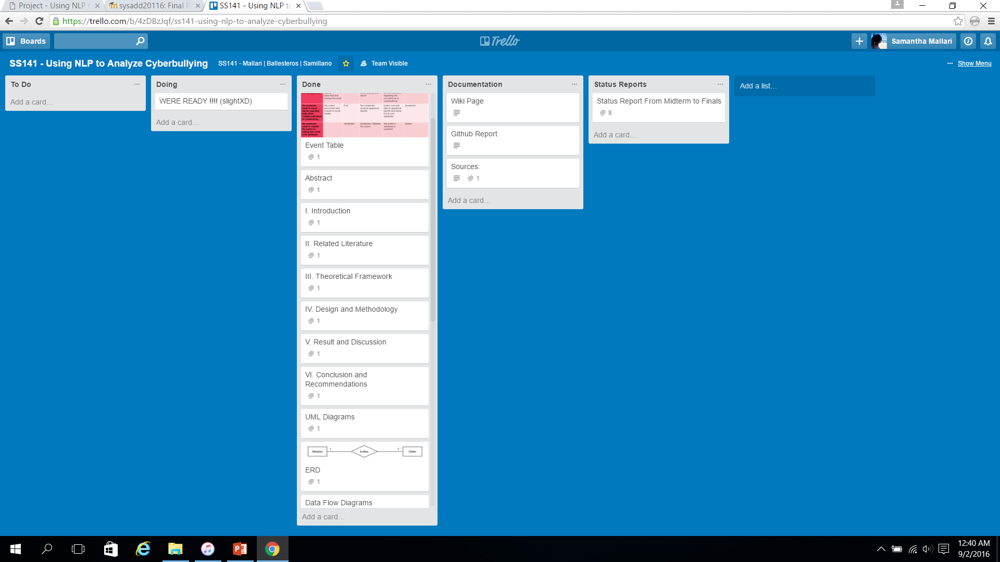 Project - Using NLP t
sysadd20116: Final P
SS141 - Using NLP to
https://trello.com/b/4zDBzJqf/ss141-using-nlp-to-analyze-cyberbullying
Boards
Trello
Samantha Mallari
SS141 - Using NLP to Analyze Cyberbullying
SS141 - Mallari | Ballesteros | Samillano
Team Visible
Show Menu
To Do
Add a card…
Doing
WERE READY !!!! (slightXD)
Add a card…
Done
Event Table
1
Abstract
1
I. Introduction
1
II. Related Literature
1
III. Theoretical Framework
1
IV. Design and Methodology
1
V. Result and Discussion
1
VI. Conclusion and
Recommendations
1
UML Diagrams
1
Attacker
1
bullies
1
Victim
ERD
1
Data Flow Diagrams
Add a card…
Documentation
Wiki Page
Github Report
Sources:
1
Add a card…
Status Reports
Status Report From Midterm to Finals
8
Add a card…
Add a list…
12:40 AM
9/2/2016